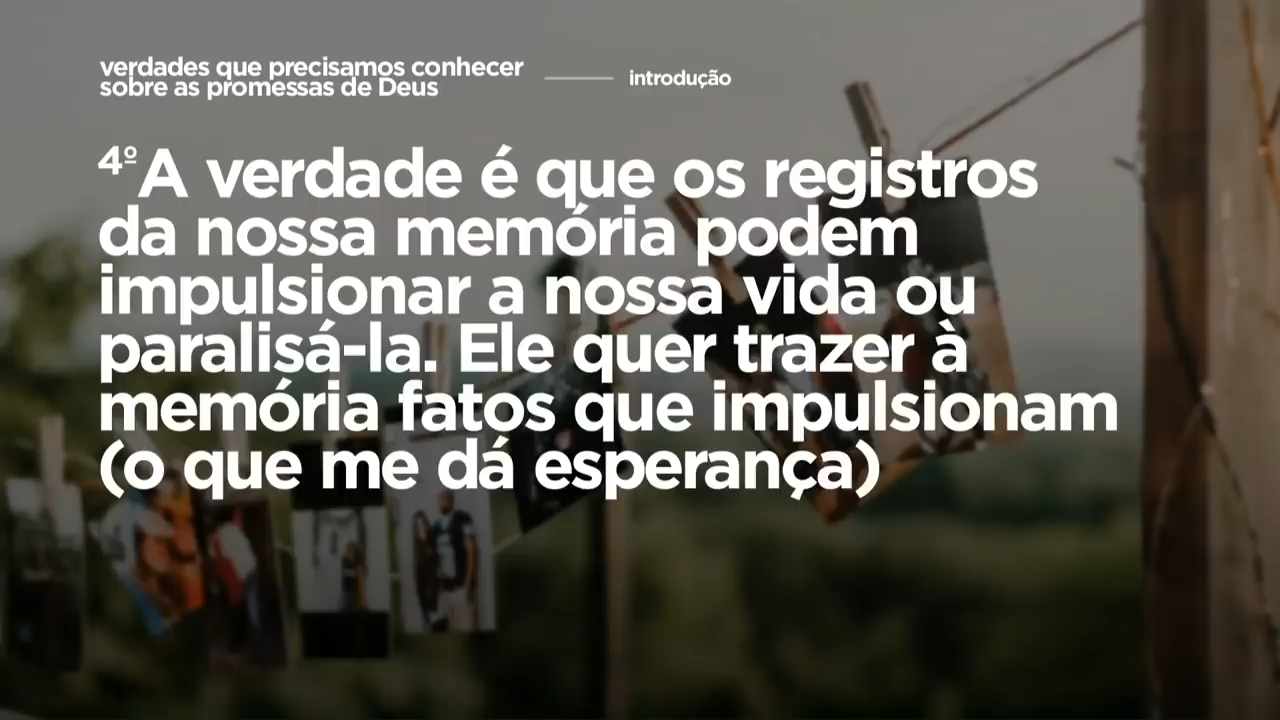 verdades que precisamos conhecer
sobre as promessas de Deus
introdução
4º A verdade é que os registros
da nossa memória podem
impulsionar a nossa vida ou
paralisá-la. Ele quer trazer à
memória fatos que impulsionam
(o que me dá esperança)